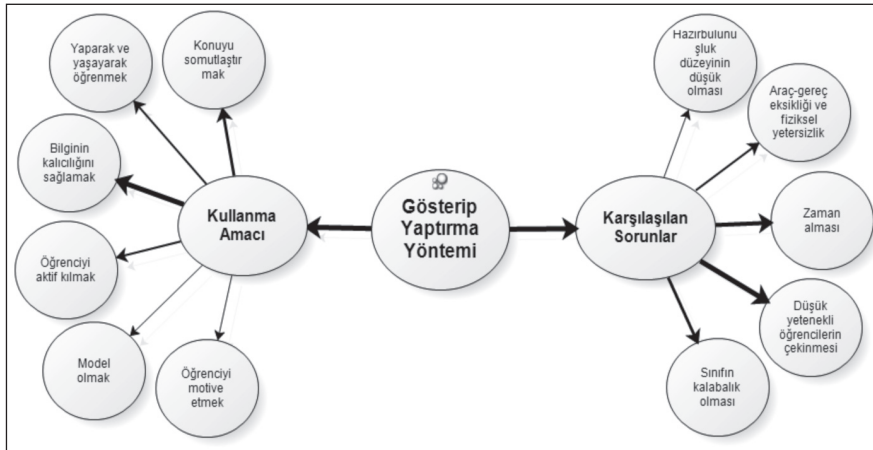 Yaparak ve
yaşayarak
öğrenmek
Konuyu
somutlaştır
mak
Bilginin
kalıcılığını
sağlamak
Öğrenciyi
aktif kılmak
Model
olmak
Öğrenciyi
motive
etmek
Kullanma
Amacı
Gösterip
Yaptırma
Yöntemi
Karşılaşılan
Sorunlar
Hazırbulunu
şluk
düzeyinin
düşük
olması
Araç-gereç
eksikliği ve
fiziksel
yetersizlik
Zaman
alması
Düşük
yetenekli
öğrencilerin
çekinmesi
Sınıfın
kalabalık
olması